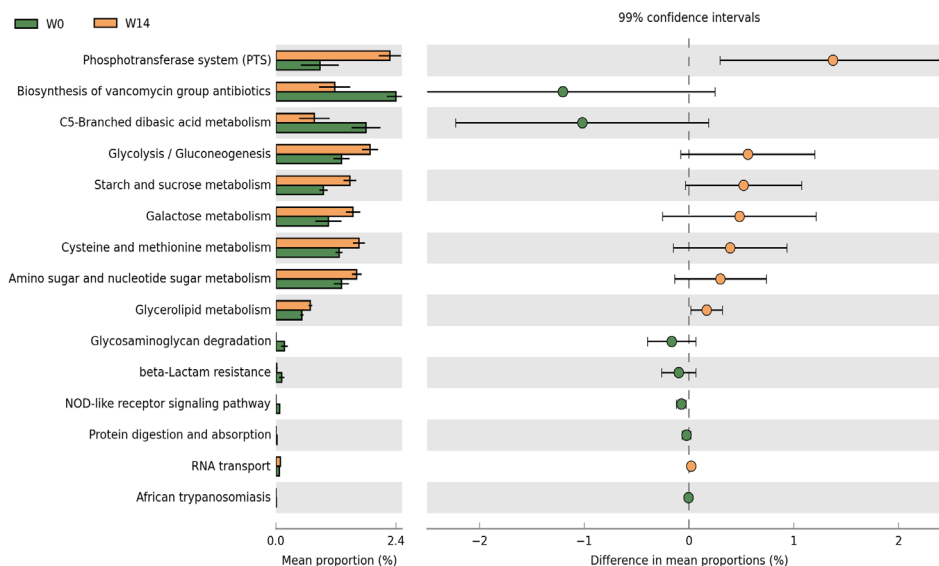 W0 W14
99% confidence intervals
Phosphotransferase system (PTS)
Biosynthesis of vancomycin group antibiotics
C5-Branched dibasic acid metabolism
Glycolysis / Gluconeogenesis
Starch and sucrose metabolism
Galactose metabolism
Cysteine and methionine metabolism
Amino sugar and nucleotide sugar metabolism
Glycerolipid metabolism
Glycosaminoglycan degradation
beta-Lactam resistance
NOD-like receptor signaling pathway
Protein digestion and absorption
RNA transport
African trypanosomiasis
0.0 2.4 −2 −1 0 1 2
Mean proportion (%) Difference in mean proportions (%)